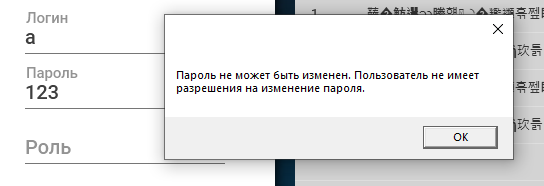 Логин
а
Пароль
123
Роль
Пароль не может быть изменен. Пользователь не имеет
разрешения на изменение пароля.
OK
1